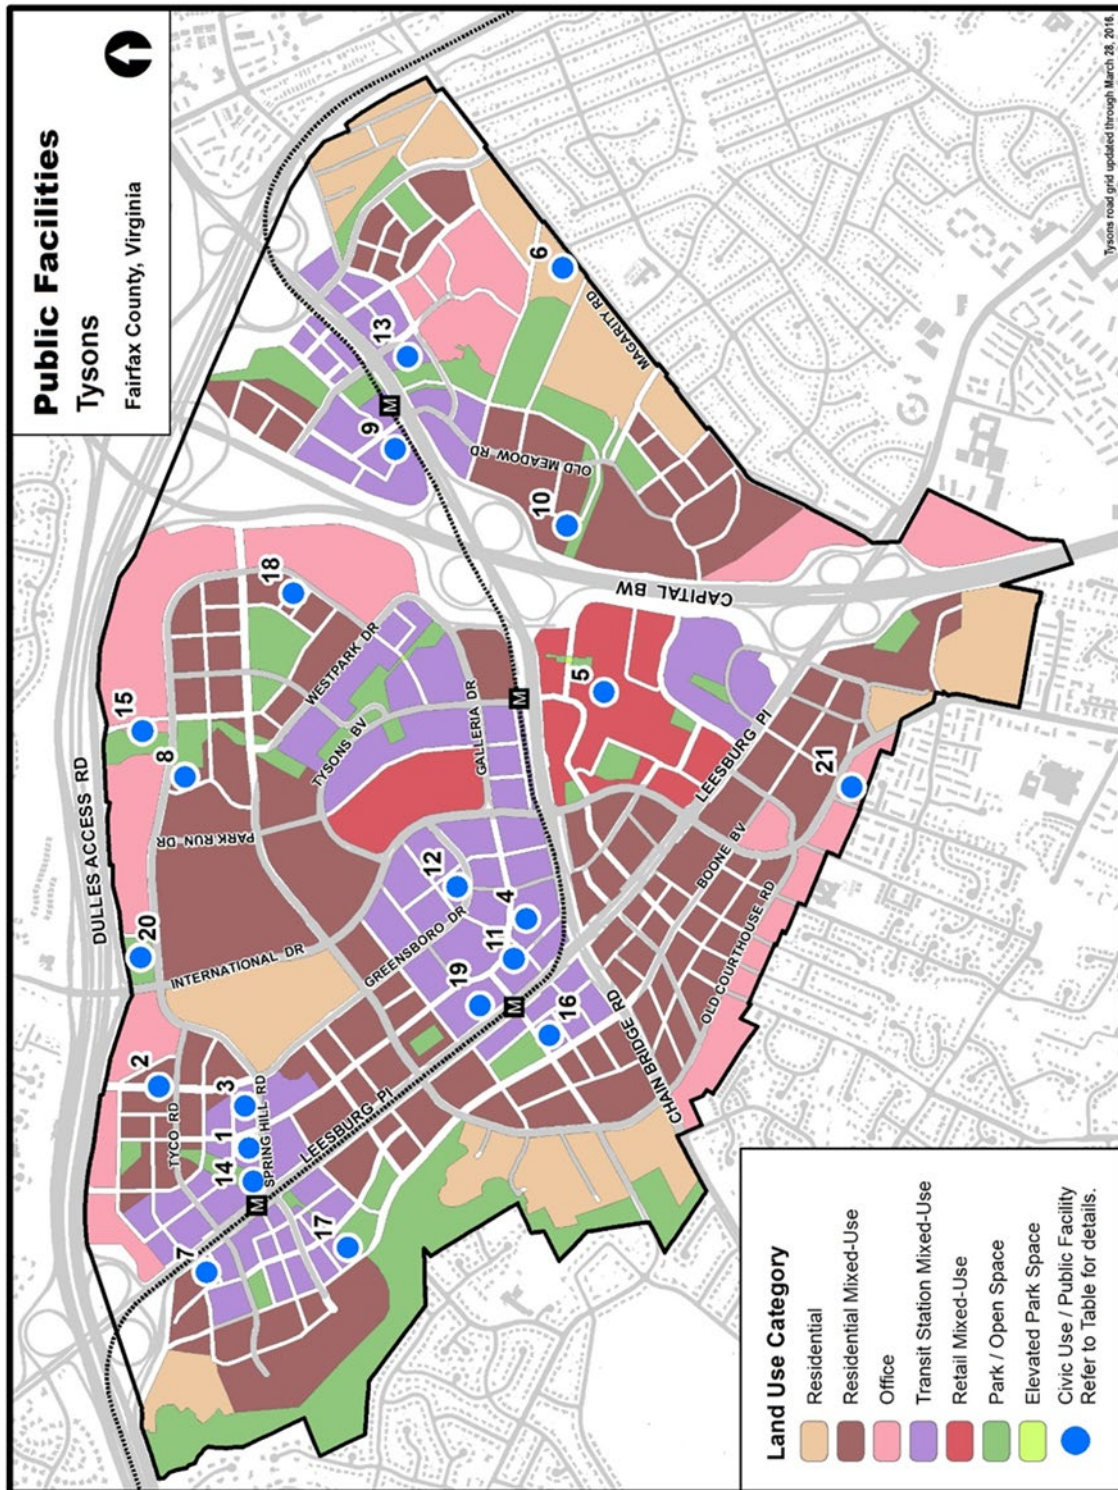 Public Facilities
Tysons
Fairfax County, Virginia
DULLES ACCESS RD
15
8
20
18
2
3
1
14
7
17
19
11
4
12
16
9
13
10
6
5
21
PARK RUN DR
INTERNATIONAL DR
WESTPARK DR
TYSONS BV
GALLERIA DR
GREENSBORO DR
TYCO RD
SPRING HILL RD
LEESBURG PI
CHAIN BRIDGE RD
OLD COURTHOUSE RD
BOONE BV
LEESBURG PI
CAPITAL BW
OLD MEADOW RD
MAGARITY RD
M
M
M
M
Land Use Category
Residential
Residential Mixed-Use
Office
Transit Station Mixed-Use
Retail Mixed-Use
Park / Open Space
Elevated Park Space
Civic Use / Public Facility
Refer to Table for details.
Tysons road grid updated through March 28, 2016